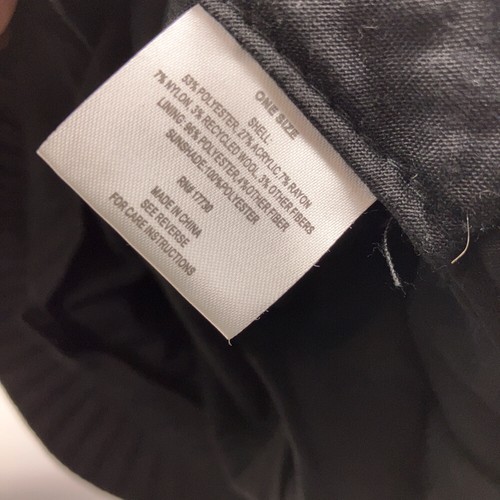 ONE SIZE
SHELL:
53% POLYESTER, 27% ACRYLIC, 7% RAYON
7% NYLON, 3% RECYCLED WOOL, 3% OTHER FIBERS
LINING: 96% POLYESTER, 4% OTHER FIBER
SUNSHADE: 100% POLYESTER
RN# 17730
MADE IN CHINA
SEE REVERSE
FOR CARE INSTRUCTIONS